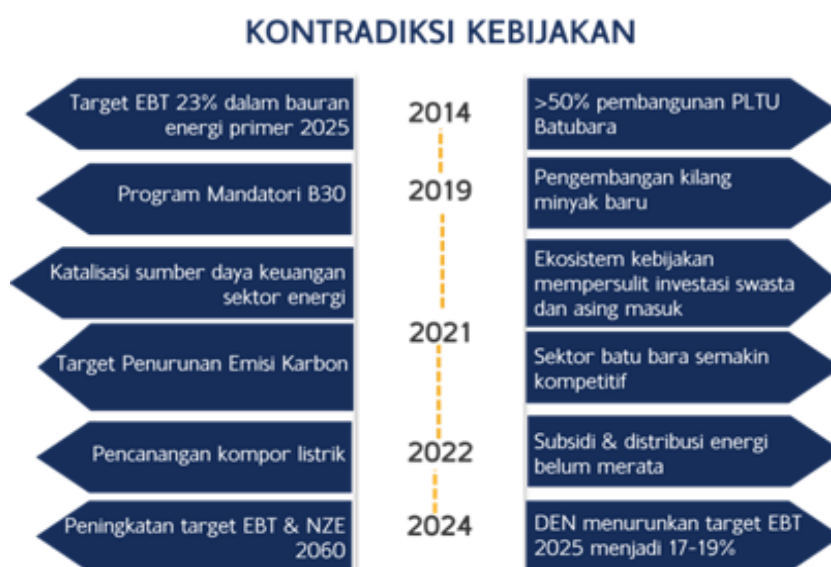 KONTRADIKSI KEBIJAKAN
Target EBT 23% dalam bauran
energi primer 2025
2014
>50% pembangunan PLTU
Batubara
Program Mandatori B30
2019
Pengembangan kilang
minyak baru
Katalisasi sumber daya keuangan
sektor energi
Ekosistem kebijakan
mempersulit investasi swasta
dan asing masuk
2021
Target Penurunan Emisi Karbon
Sektor batu bara semakin
kompetitif
Pencanangan kompor listrik
2022
Subsidi & distribusi energi
belum merata
Peningkatan target EBT & NZE
2060
2024
DEN menurunkan target EBT
2025 menjadi 17-19%